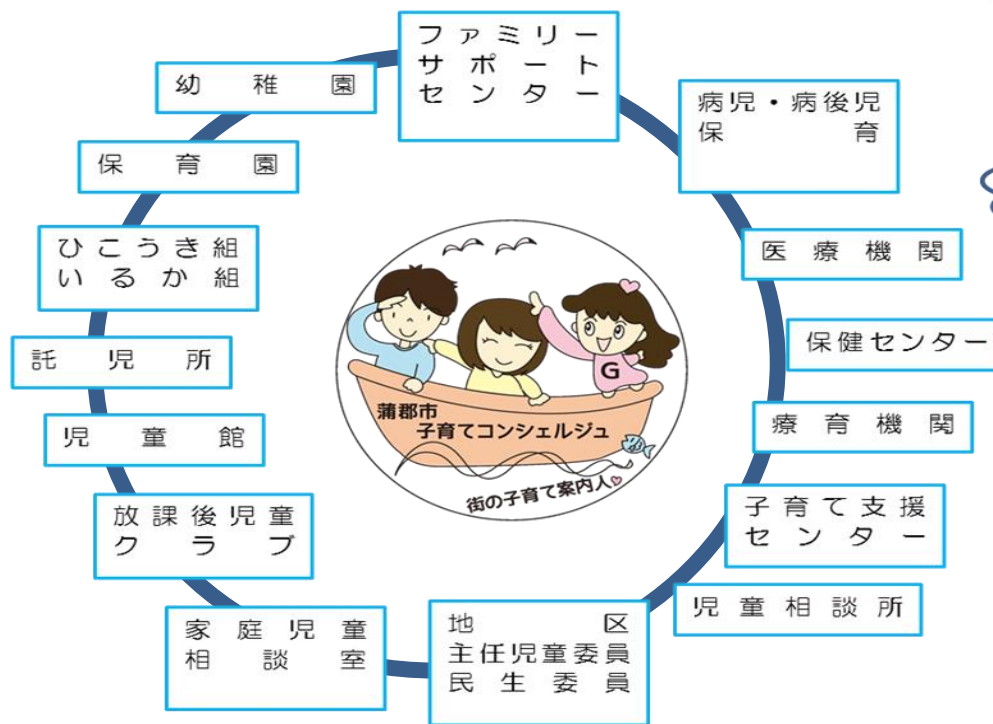 ファミリー
サポート
センター
病児・病後児
保育
医療機関
保健センター
療育機関
子育て支援
センター
児童相談所
地区
主任児童委員
民生委員
家庭児童
相談室
放課後児童
クラブ
児童館
託児所
ひこうき組
いるか組
保育園
幼稚園
G
蒲郡市
子育てコンシェルジュ
街の子育て案内人♡